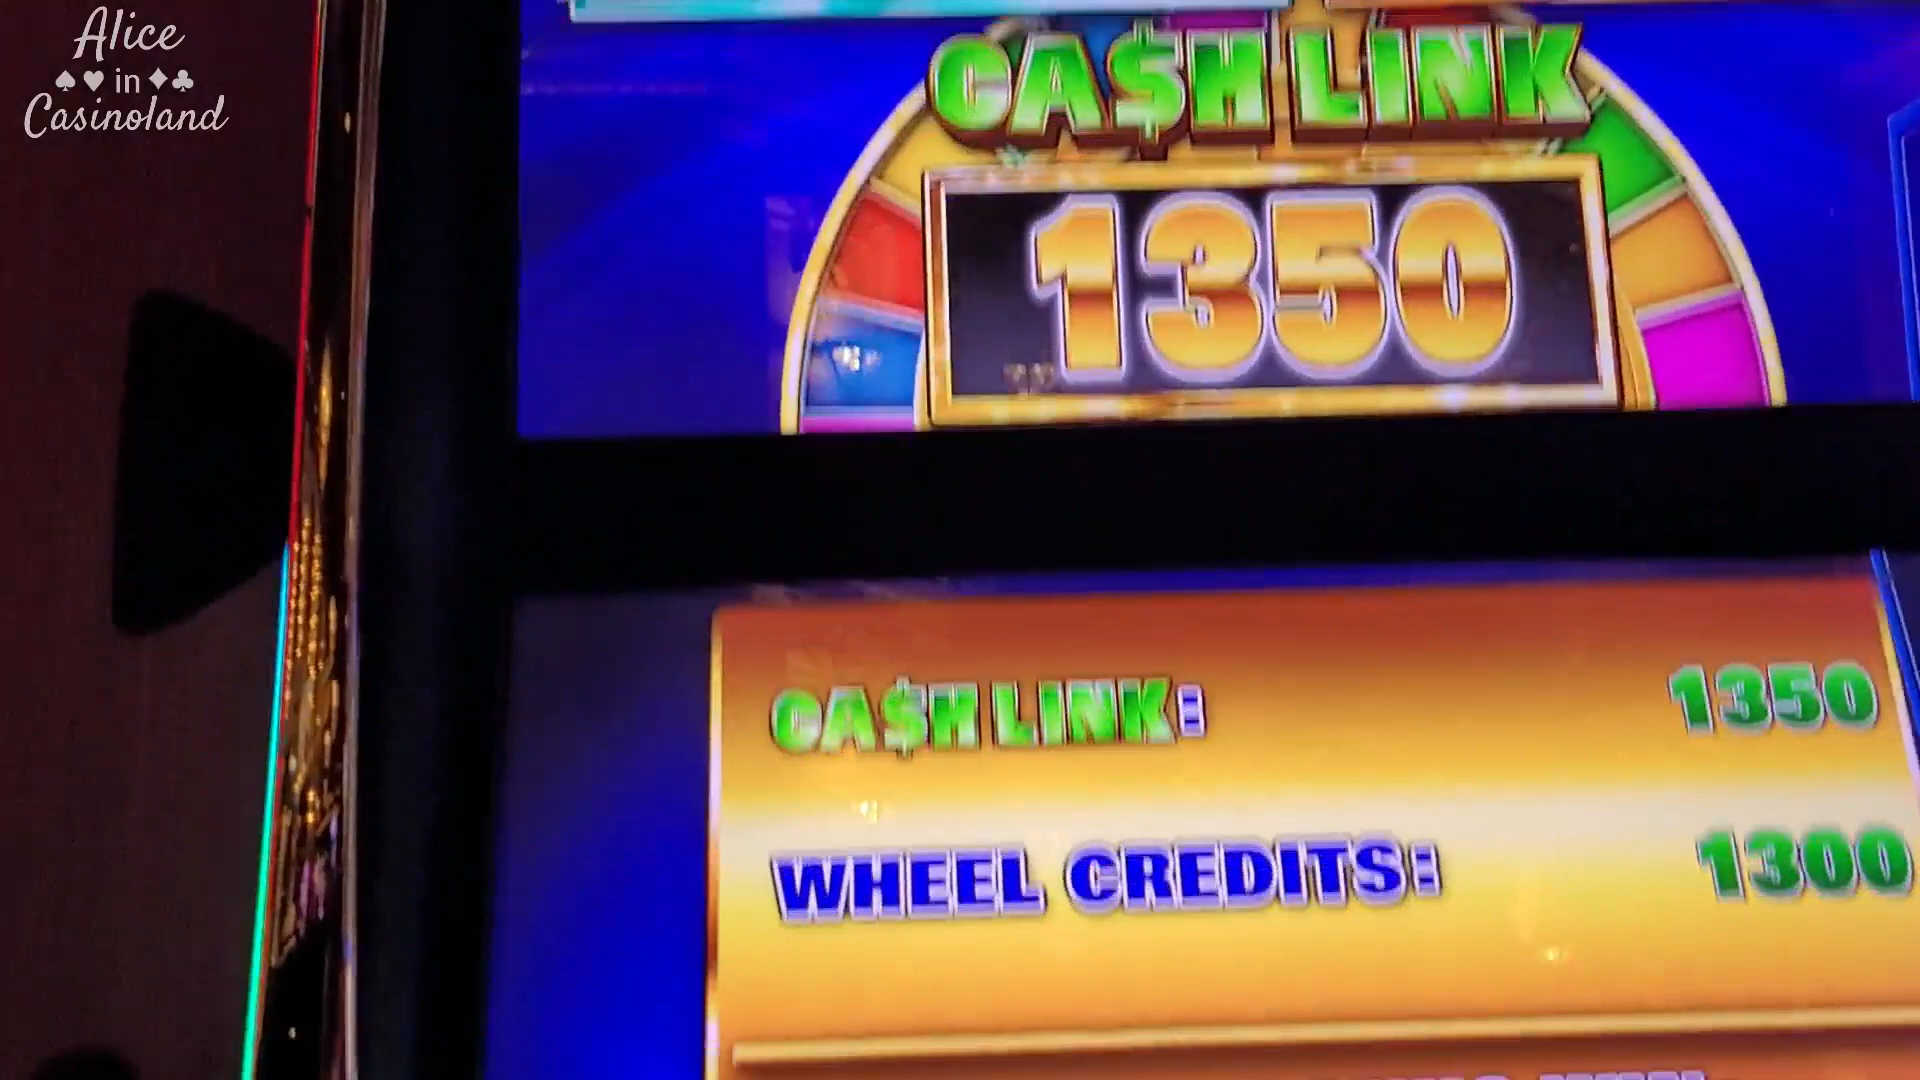 Alice
♠♥in♦♣
Casinoland
CA$H LINK
1350
CA$H LINK: 1350
WHEEL CREDITS: 1300